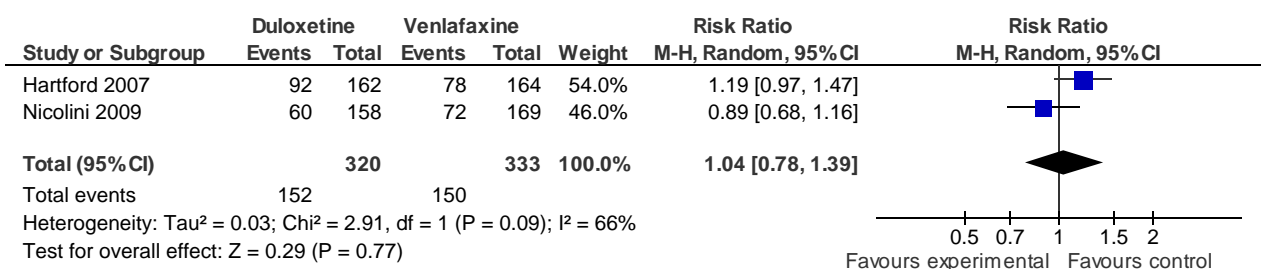 Duloxetine Venlafaxine Risk Ratio Risk Ratio
Study or Subgroup Events Total Events Total Weight M-H, Random, 95% CI M-H, Random, 95% CI
Hartford 2007 92 162 78 164 54.0% 1.19 [0.97, 1.47]
Nicolini 2009 60 158 72 169 46.0% 0.89 [0.68, 1.16]
Total (95% CI) 320 333 100.0% 1.04 [0.78, 1.39]
Total events 152 150
Heterogeneity: Tau² = 0.03; Chi² = 2.91, df = 1 (P = 0.09); I² = 66%
Test for overall effect: Z = 0.29 (P = 0.77)
0.5 0.7 1 1.5 2
Favours experimental Favours control